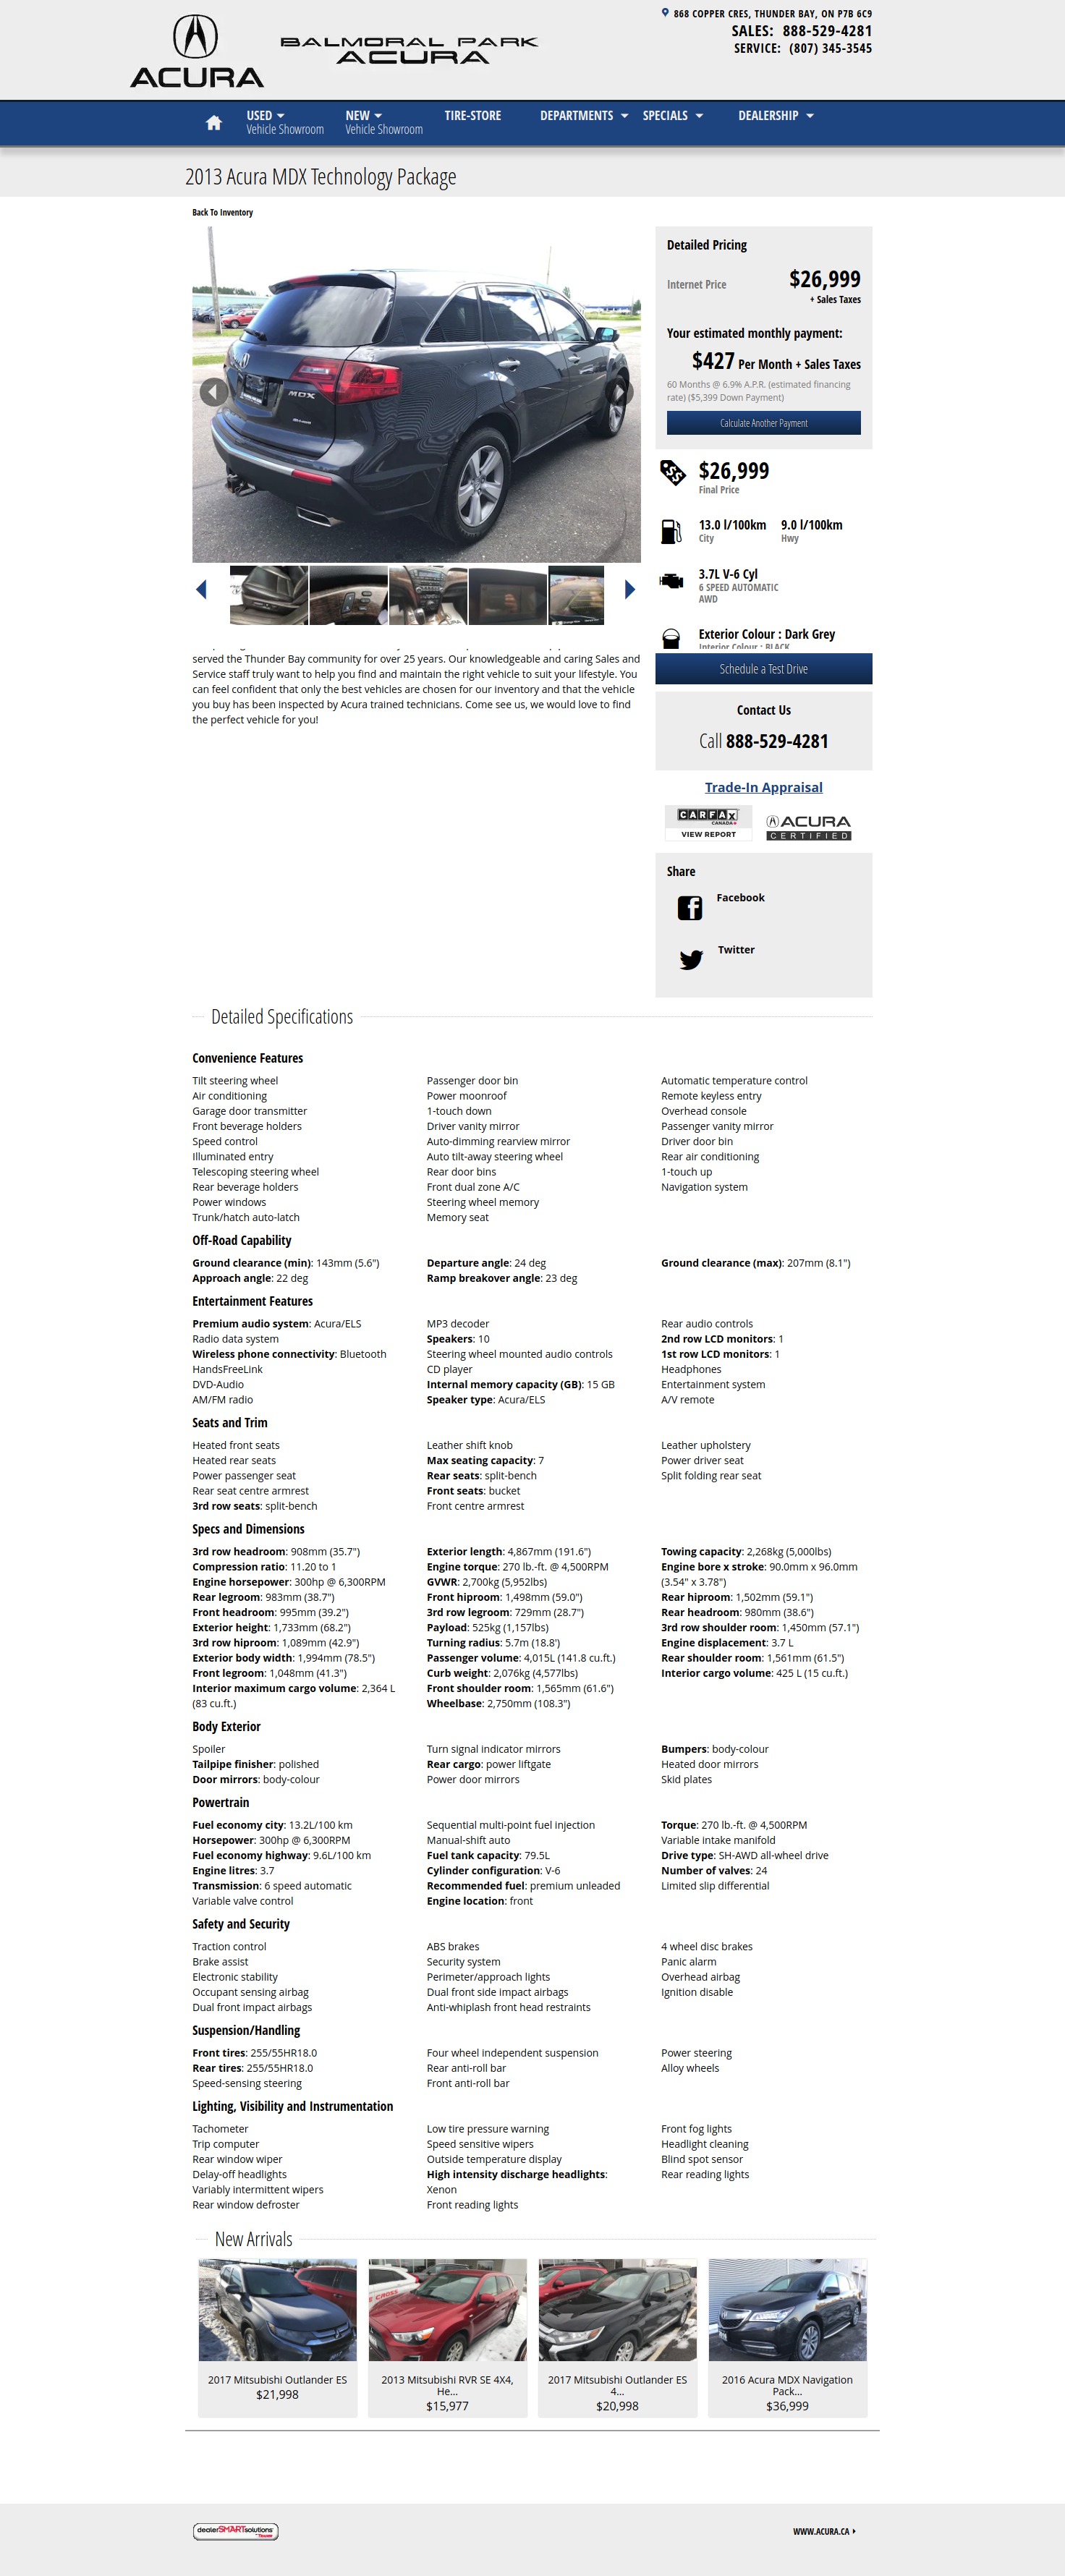 ACURA
BALMORAL PARK
ACURA
868 COPPER CRES, THUNDER BAY, ON P7B 6C9
SALES: 888-529-4281
SERVICE: (807) 345-3545
USED
Vehicle Showroom
NEW
Vehicle Showroom
TIRE-STORE
DEPARTMENTS
SPECIALS
DEALERSHIP
2013 Acura MDX Technology Package
Back To Inventory
MDX
Detailed Pricing
Internet Price
$26,999
+ Sales Taxes
Your estimated monthly payment:
$427 Per Month + Sales Taxes
60 Months @ 6.9% A.P.R. (estimated financing
rate) ($5,399 Down Payment)
Calculate Another Payment
$26,999
Final Price
13.0 l/100km 9.0 l/100km
City Hwy
3.7L V-6 Cyl
6 SPEED AUTOMATIC
AWD
Exterior Colour : Dark Grey
Interior Colour : BLACK
Schedule a Test Drive
served the Thunder Bay community for over 25 years. Our knowledgeable and caring Sales and
Service staff truly want to help you find and maintain the right vehicle to suit your lifestyle. You
can feel confident that only the best vehicles are chosen for our inventory and that the vehicle
you buy has been inspected by Acura trained technicians. Come see us, we would love to find
the perfect vehicle for you!
Contact Us
Call 888-529-4281
Trade-In Appraisal
CARFAX
CANADA
VIEW REPORT
ACURA
CERTIFIED
Share
Facebook
Twitter
Detailed Specifications
Convenience Features
Tilt steering wheel
Air conditioning
Garage door transmitter
Front beverage holders
Speed control
Illuminated entry
Telescoping steering wheel
Rear beverage holders
Power windows
Trunk/hatch auto-latch
Passenger door bin
Power moonroof
1-touch down
Driver vanity mirror
Auto-dimming rearview mirror
Auto tilt-away steering wheel
Rear door bins
Front dual zone A/C
Steering wheel memory
Memory seat
Automatic temperature control
Remote keyless entry
Overhead console
Passenger vanity mirror
Driver door bin
Rear air conditioning
1-touch up
Navigation system
Off-Road Capability
Ground clearance (min): 143mm (5.6")
Approach angle: 22 deg
Departure angle: 24 deg
Ramp breakover angle: 23 deg
Ground clearance (max): 207mm (8.1")
Entertainment Features
Premium audio system: Acura/ELS
Radio data system
Wireless phone connectivity: Bluetooth
HandsFreeLink
DVD-Audio
AM/FM radio
MP3 decoder
Speakers: 10
Steering wheel mounted audio controls
CD player
Internal memory capacity (GB): 15 GB
Speaker type: Acura/ELS
Rear audio controls
2nd row LCD monitors: 1
1st row LCD monitors: 1
Headphones
Entertainment system
A/V remote
Seats and Trim
Heated front seats
Heated rear seats
Power passenger seat
Rear seat centre armrest
3rd row seats: split-bench
Leather shift knob
Max seating capacity: 7
Rear seats: split-bench
Front seats: bucket
Front centre armrest
Leather upholstery
Power driver seat
Split folding rear seat
Specs and Dimensions
3rd row headroom: 908mm (35.7")
Compression ratio: 11.20 to 1
Engine horsepower: 300hp @ 6,300RPM
Rear legroom: 983mm (38.7")
Front headroom: 995mm (39.2")
Exterior height: 1,733mm (68.2")
3rd row hiproom: 1,089mm (42.9")
Exterior body width: 1,994mm (78.5")
Front legroom: 1,048mm (41.3")
Interior maximum cargo volume: 2,364 L
(83 cu.ft.)
Exterior length: 4,867mm (191.6")
Engine torque: 270 lb.-ft. @ 4,500RPM
GVWR: 2,700kg (5,952lbs)
Front hiproom: 1,498mm (59.0")
3rd row legroom: 729mm (28.7")
Payload: 525kg (1,157lbs)
Turning radius: 5.7m (18.8')
Passenger volume: 4,015L (141.8 cu.ft.)
Curb weight: 2,076kg (4,577lbs)
Front shoulder room: 1,565mm (61.6")
Wheelbase: 2,750mm (108.3")
Towing capacity: 2,268kg (5,000lbs)
Engine bore x stroke: 90.0mm x 96.0mm
(3.54" x 3.78")
Rear hiproom: 1,502mm (59.1")
Rear headroom: 980mm (38.6")
3rd row shoulder room: 1,450mm (57.1")
Engine displacement: 3.7 L
Rear shoulder room: 1,561mm (61.5")
Interior cargo volume: 425 L (15 cu.ft.)
Body Exterior
Spoiler
Tailpipe finisher: polished
Door mirrors: body-colour
Turn signal indicator mirrors
Rear cargo: power liftgate
Power door mirrors
Bumpers: body-colour
Heated door mirrors
Skid plates
Powertrain
Fuel economy city: 13.2L/100 km
Horsepower: 300hp @ 6,300RPM
Fuel economy highway: 9.6L/100 km
Engine litres: 3.7
Transmission: 6 speed automatic
Variable valve control
Sequential multi-point fuel injection
Manual-shift auto
Fuel tank capacity: 79.5L
Cylinder configuration: V-6
Recommended fuel: premium unleaded
Engine location: front
Torque: 270 lb.-ft. @ 4,500RPM
Variable intake manifold
Drive type: SH-AWD all-wheel drive
Number of valves: 24
Limited slip differential
Safety and Security
Traction control
Brake assist
Electronic stability
Occupant sensing airbag
Dual front impact airbags
ABS brakes
Security system
Perimeter/approach lights
Dual front side impact airbags
Anti-whiplash front head restraints
4 wheel disc brakes
Panic alarm
Overhead airbag
Ignition disable
Suspension/Handling
Front tires: 255/55HR18.0
Rear tires: 255/55HR18.0
Speed-sensing steering
Four wheel independent suspension
Rear anti-roll bar
Front anti-roll bar
Power steering
Alloy wheels
Lighting, Visibility and Instrumentation
Tachometer
Trip computer
Rear window wiper
Delay-off headlights
Variably intermittent wipers
Rear window defroster
Low tire pressure warning
Speed sensitive wipers
Outside temperature display
High intensity discharge headlights:
Xenon
Front reading lights
Front fog lights
Headlight cleaning
Blind spot sensor
Rear reading lights
New Arrivals
2017 Mitsubishi Outlander ES
$21,998
2013 Mitsubishi RVR SE 4X4,
He...
$15,977
2017 Mitsubishi Outlander ES
4...
$20,998
2016 Acura MDX Navigation
Pack...
$36,999
dealerSMARTsolutions
WWW.ACURA.CA